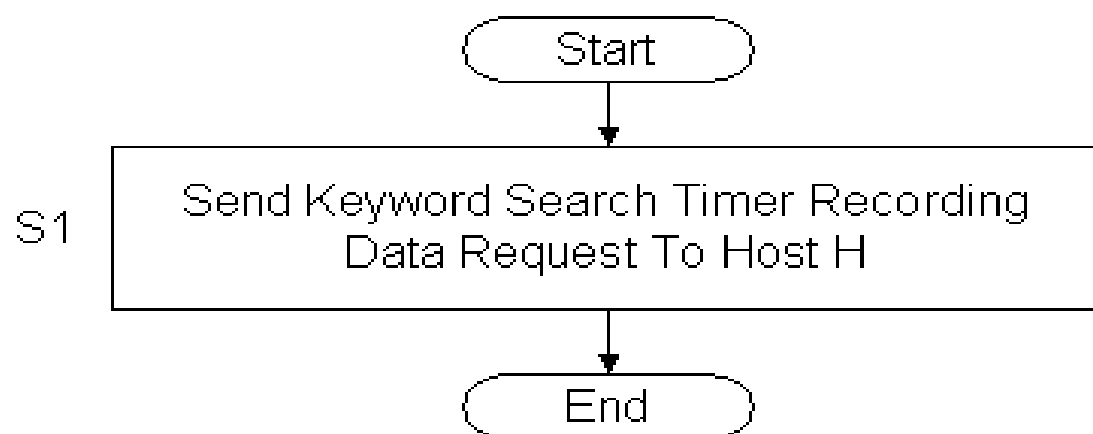 Start
S1
Send Keyword Search Timer Recording
Data Request To Host H
End